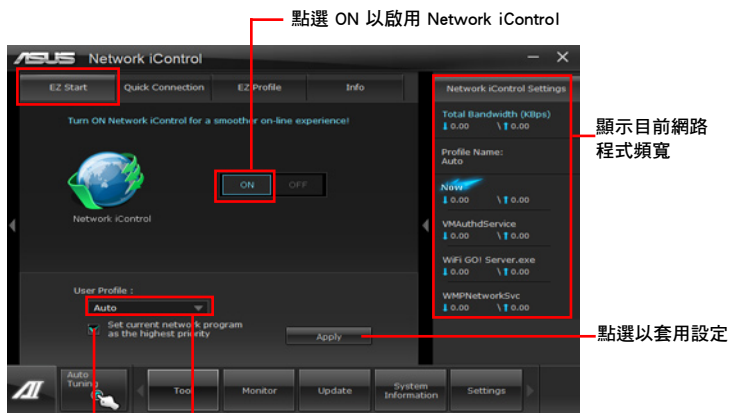 點選 ON 以啟用 Network iControl
ASUS Network iControl
EZ Start
Quick Connection
EZ Profile
Info
Turn ON Network iControl for a smoother on-line experience!
ON
OFF
Network iControl
User Profile :
Auto
Set current network program
as the highest priority
Apply
Network iControl Settings
Total Bandwidth (KBps)
0.00 \ 0.00
Profile Name:
Auto
Now
0.00 \ 0.00
VMAuthdService
0.00 \ 0.00
WiFi GO! Server.exe
0.00 \ 0.00
WMPNetworkSvc
0.00 \ 0.00
顯示目前網路
程式頻寬
點選以套用設定
Auto
Tuning
Tool
Monitor
Update
System
Information
Settings